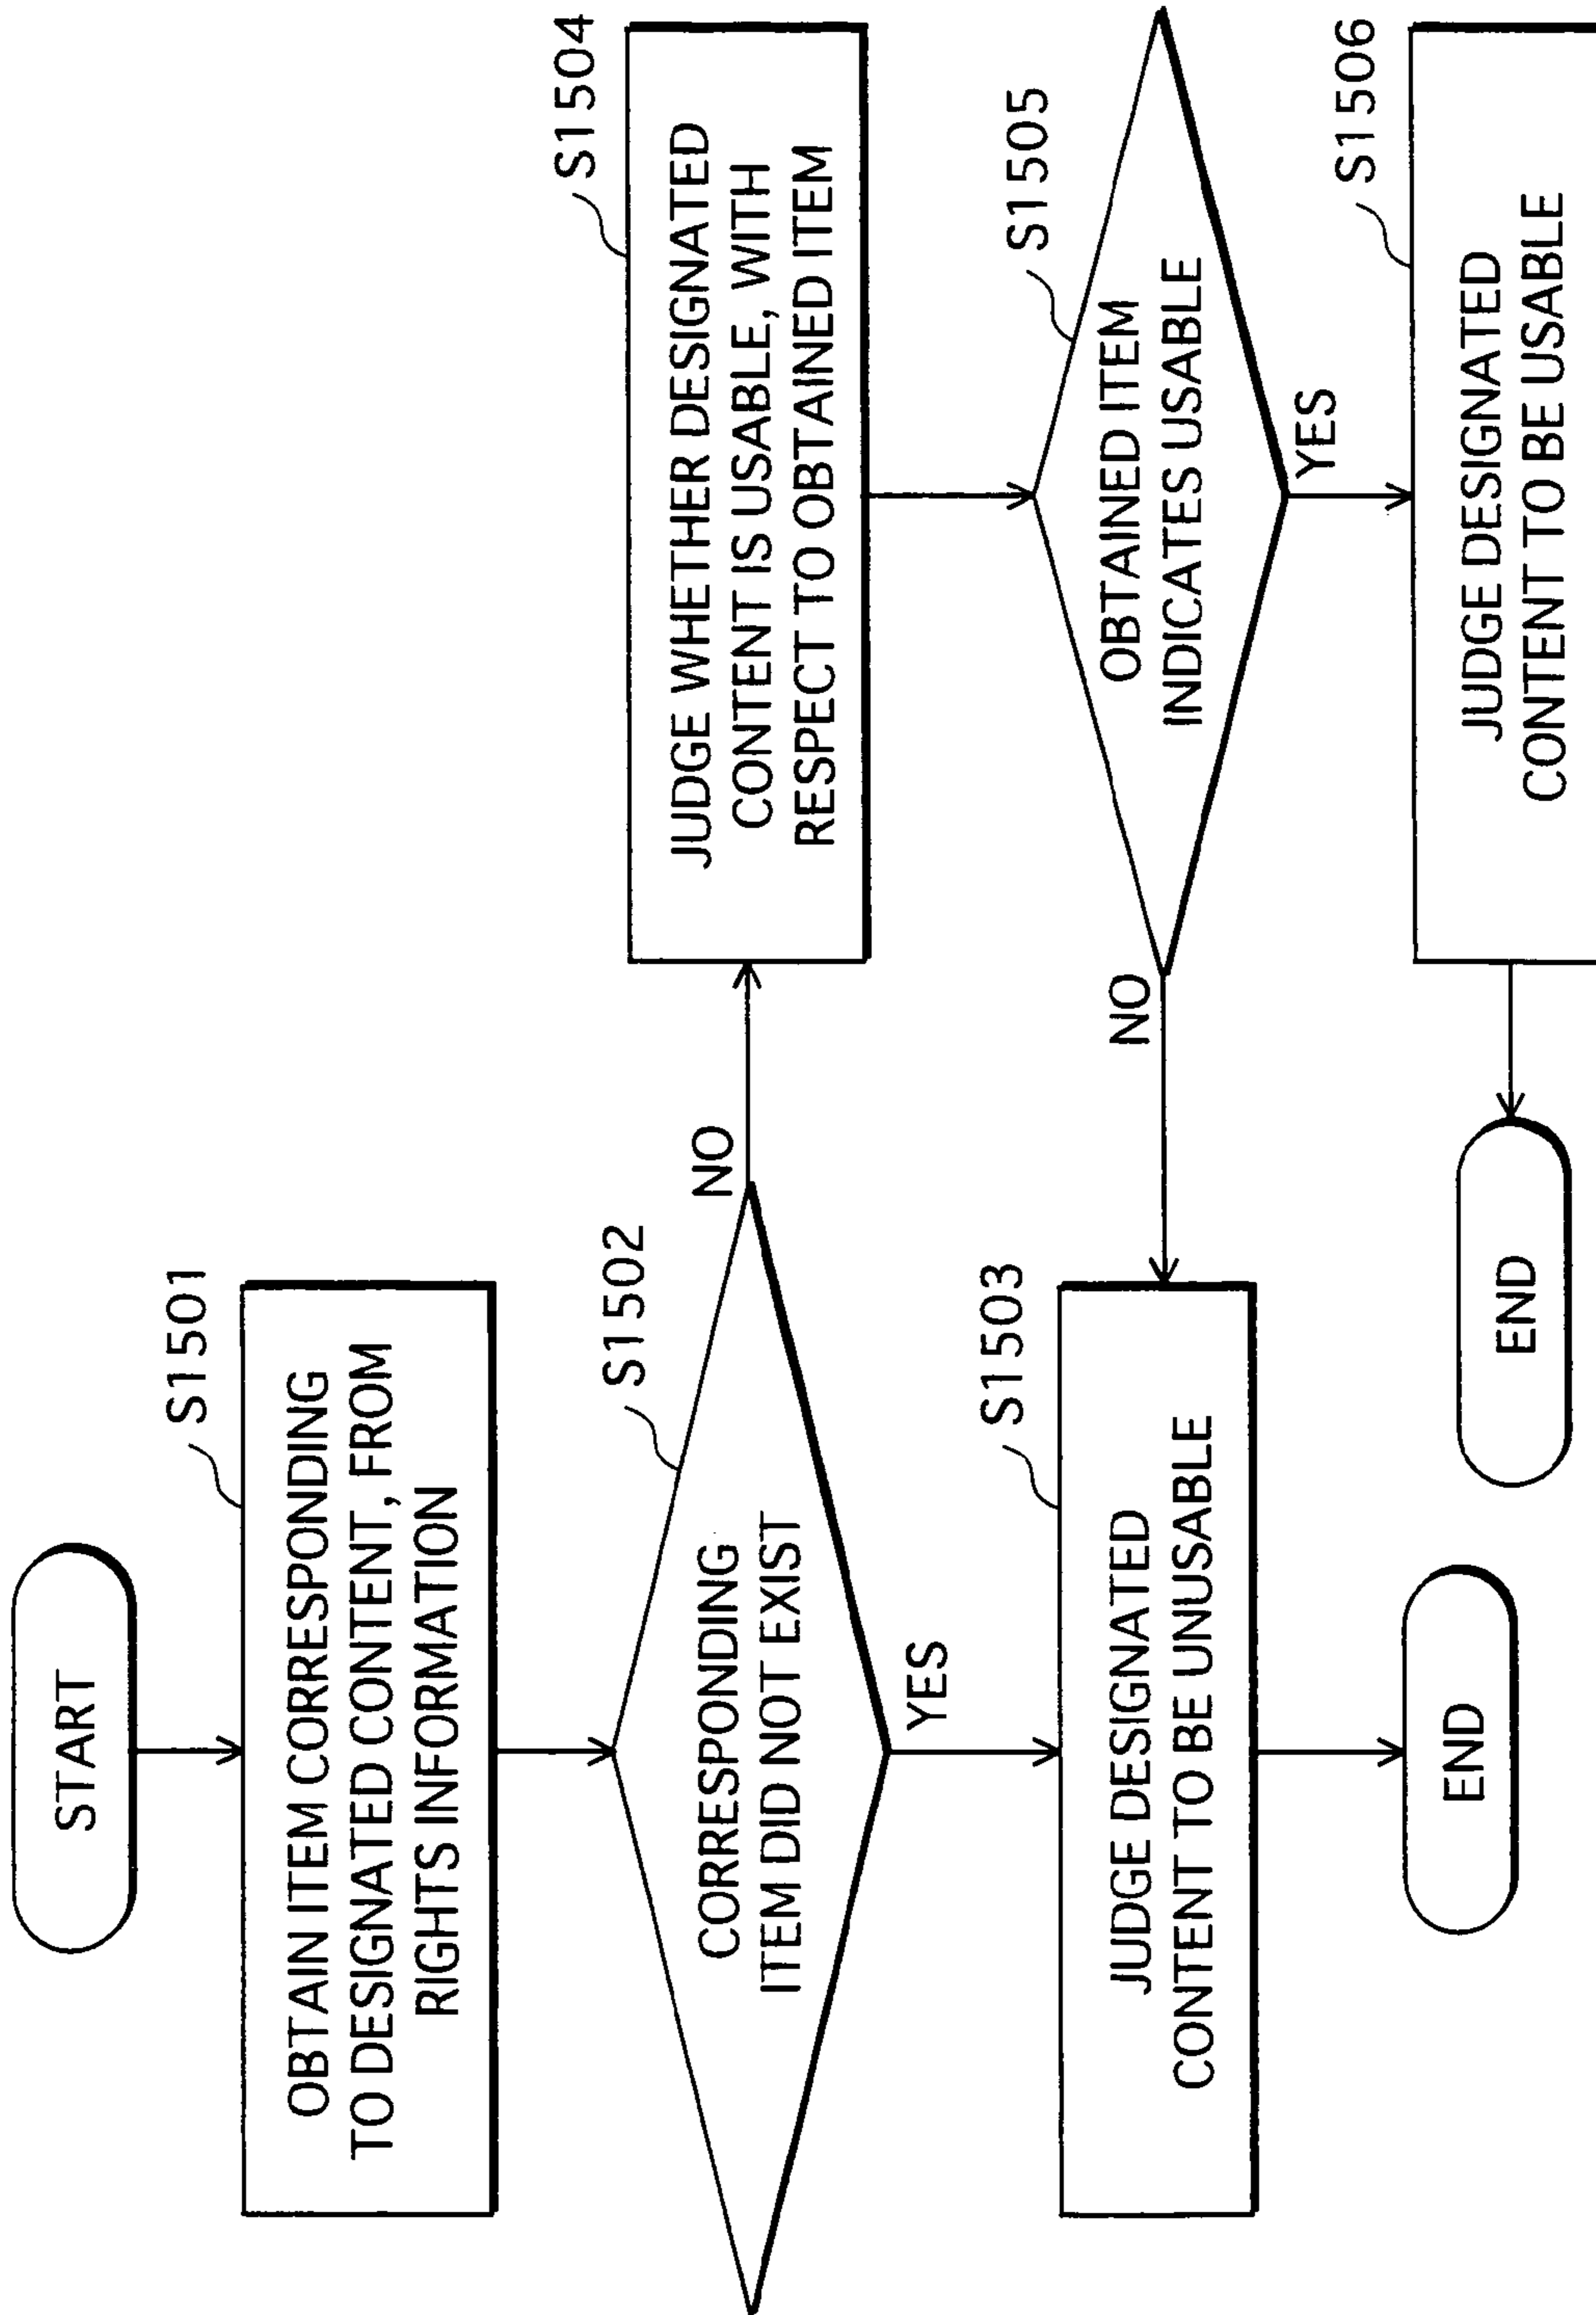 START
S1501
OBTAIN ITEM CORRESPONDING
TO DESIGNATED CONTENT, FROM
RIGHTS INFORMATION
S1502
CORRESPONDING
ITEM DID NOT EXIST
NO
YES
S1503
JUDGE DESIGNATED
CONTENT TO BE UNUSABLE
END
S1504
JUDGE WHETHER DESIGNATED
CONTENT IS USABLE, WITH
RESPECT TO OBTAINED ITEM
S1505
OBTAINED ITEM
INDICATES USABLE
NO
YES
S1506
JUDGE DESIGNATED
CONTENT TO BE USABLE
END